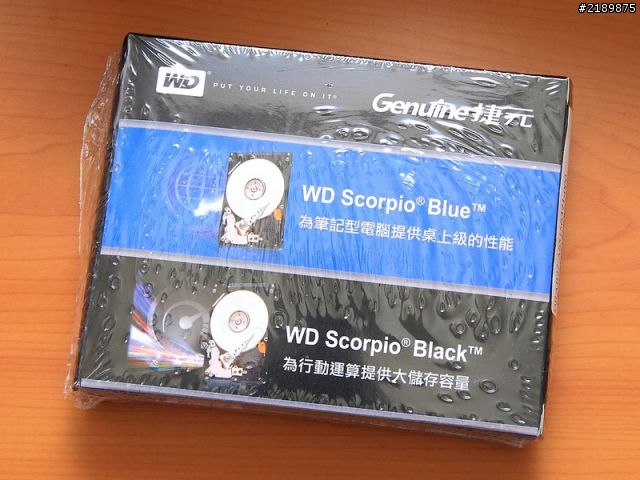 #2189875
WD PUT YOUR LIFE ON IT®
Genuine捷元
WD Scorpio® Blue™
為筆記型電腦提供桌上級的性能
WD Scorpio® Black™
為行動運算提供大儲存容量